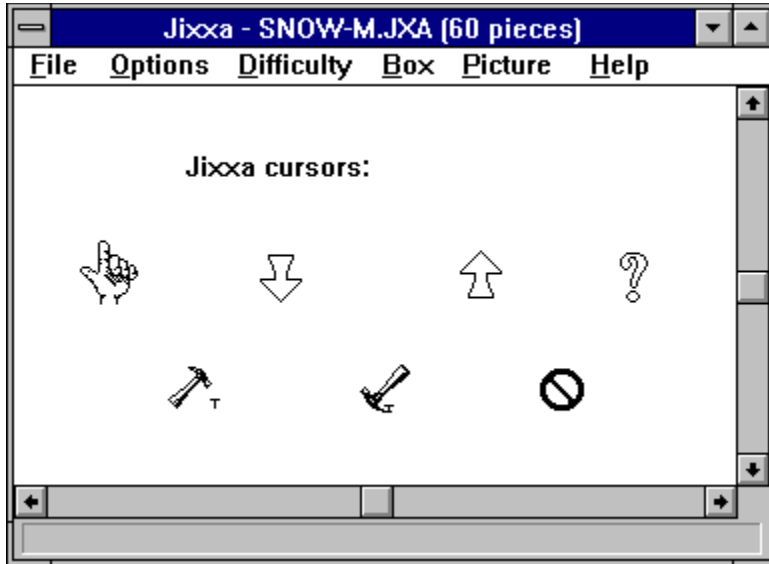 Jixxa - SNOW-M.JXA (60 pieces)
File Options Difficulty Box Picture Help
Jixxa cursors: